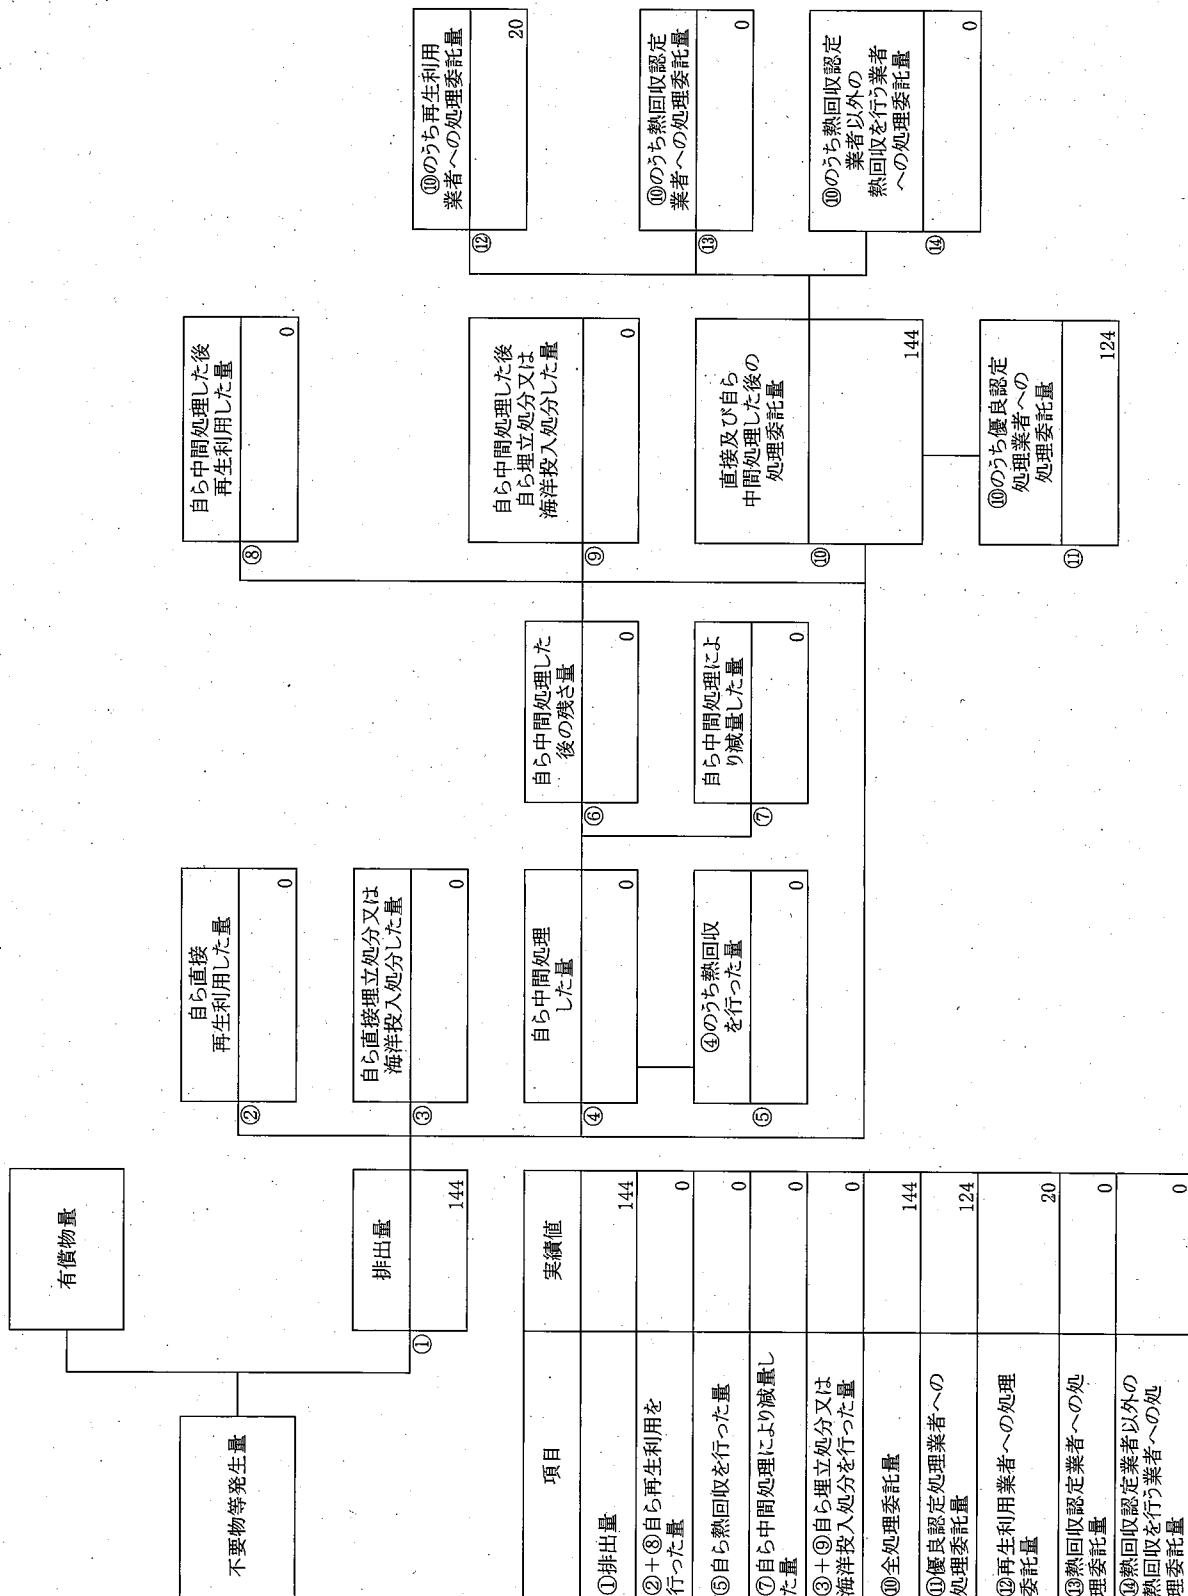 不要物等発生量
有償物量
①
排出量
144
②
自ら直接
再生利用した量
0
③
自ら直接埋立処分又は
海洋投入処分した量
0
④
自ら中間処理
した量
0
⑤
④のうち熱回収
を行った量
0
⑥
自ら中間処理した
後の残さ量
0
⑦
自ら中間処理によ
り減量した量
0
⑧
自ら中間処理した後
再生利用した量
0
⑨
自ら中間処理した後
自ら埋立処分又は
海洋投入処分した量
0
⑩
直接及び自ら
中間処理した後の
処理委託量
144
⑪
⑩のうち優良認定
処理業者への
処理委託量
124
⑫
⑩のうち再生利用
業者への処理委託量
20
⑬
⑩のうち熱回収認定
業者への処理委託量
0
⑭
⑩のうち熱回収認定
業者以外の
熱回収を行う業者
への処理委託量
0
項目
実績値
①排出量
144
②+⑧自ら再生利用を
行った量
0
⑤自ら熱回収を行った量
0
⑦自ら中間処理により減量し
た量
0
③+⑨自ら埋立処分又は
海洋投入処分を行った量
0
⑩全処理委託量
144
⑪優良認定処理業者への
処理委託量
124
⑫再生利用業者への処理
委託量
20
⑬熱回収認定業者への処
理委託量
0
熱回収認定業者以外の
熱回収を行う業者への処
理委託量
0